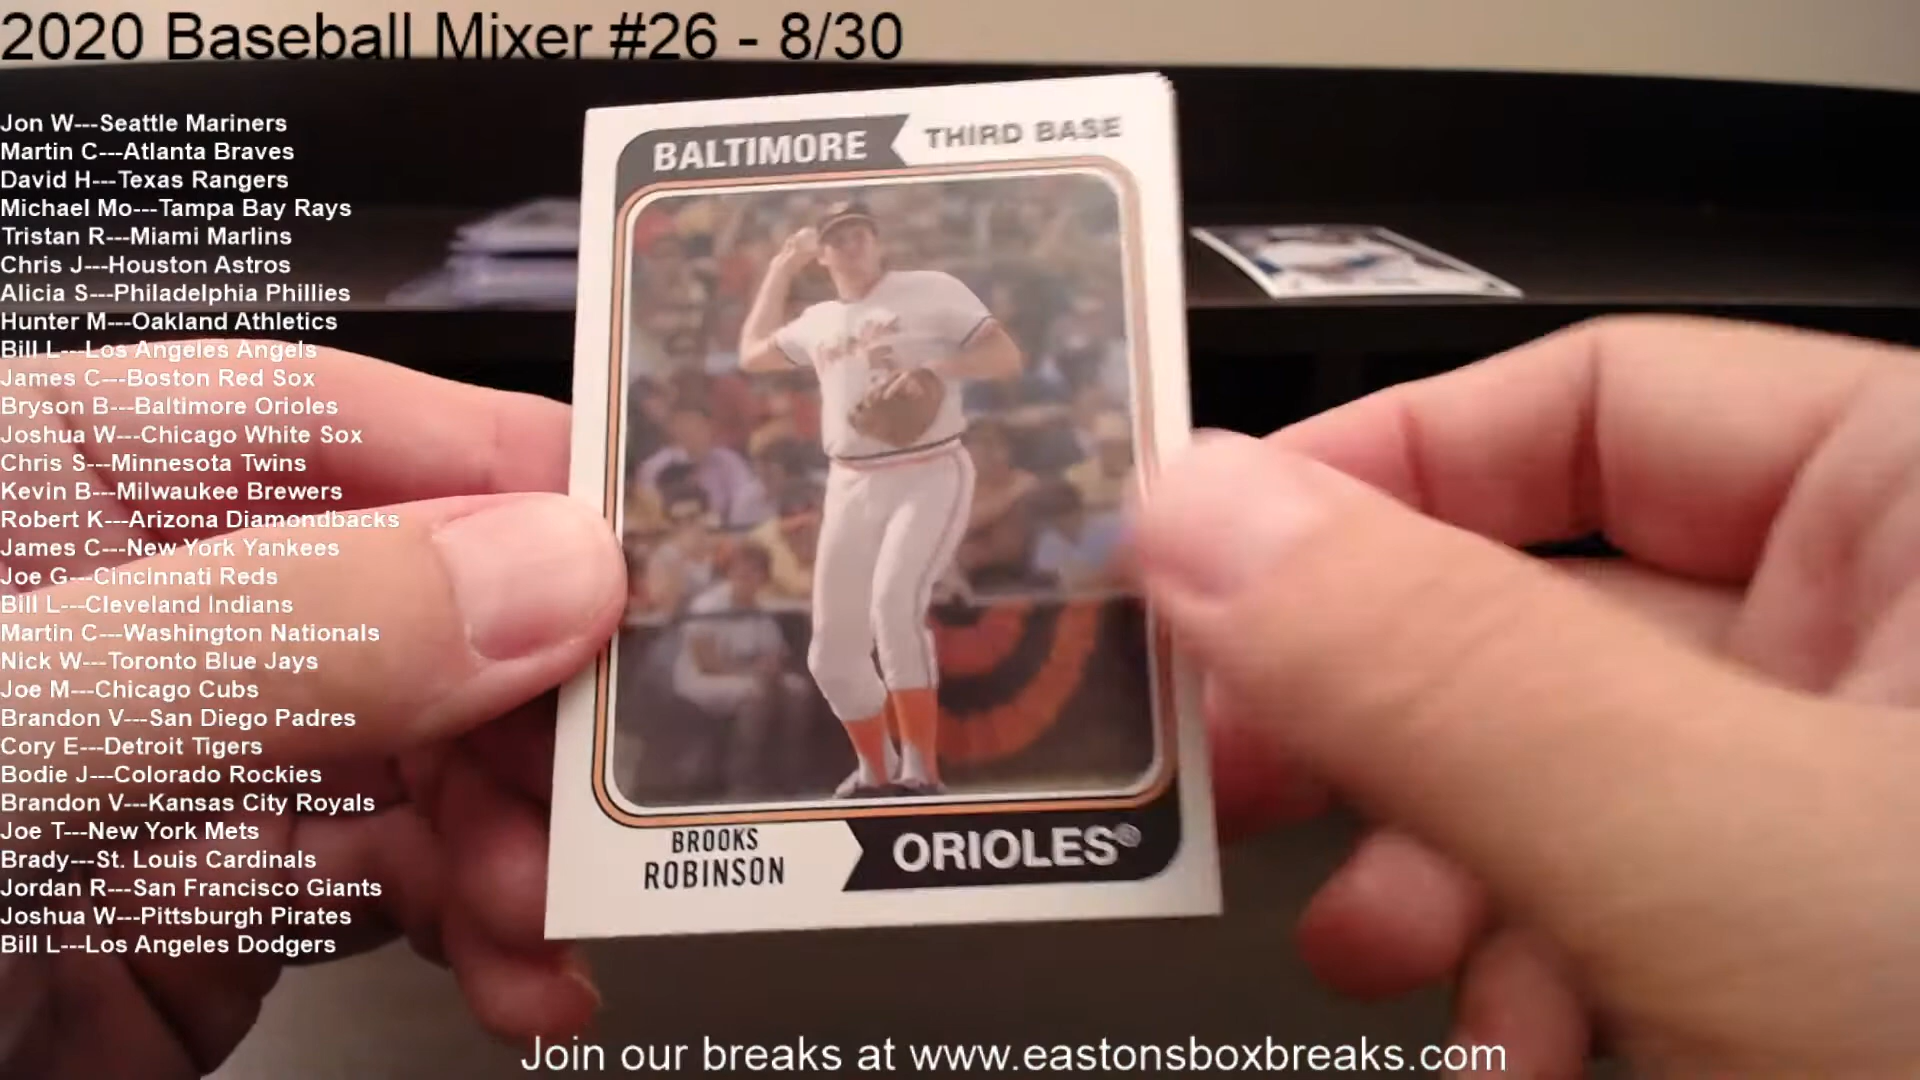 2020 Baseball Mixer #26 - 8/30
Jon W---Seattle Mariners
Martin C---Atlanta Braves
David H---Texas Rangers
Michael Mo---Tampa Bay Rays
Tristan R---Miami Marlins
Chris J---Houston Astros
Alicia S---Philadelphia Phillies
Hunter M---Oakland Athletics
Bill L---Los Angeles Angels
James C---Boston Red Sox
Bryson B---Baltimore Orioles
Joshua W---Chicago White Sox
Chris S---Minnesota Twins
Kevin B---Milwaukee Brewers
Robert K---Arizona Diamondbacks
James C---New York Yankees
Joe G---Cincinnati Reds
Bill L---Cleveland Indians
Martin C---Washington Nationals
Nick W---Toronto Blue Jays
Joe M---Chicago Cubs
Brandon V---San Diego Padres
Cory E---Detroit Tigers
Bodie J---Colorado Rockies
Brandon V---Kansas City Royals
Joe T---New York Mets
Brady---St. Louis Cardinals
Jordan R---San Francisco Giants
Joshua W---Pittsburgh Pirates
Bill L---Los Angeles Dodgers
BALTIMORE THIRD BASE
5
BROOKS
ROBINSON
ORIOLES®
Join our breaks at www.eastonsboxbreaks.com